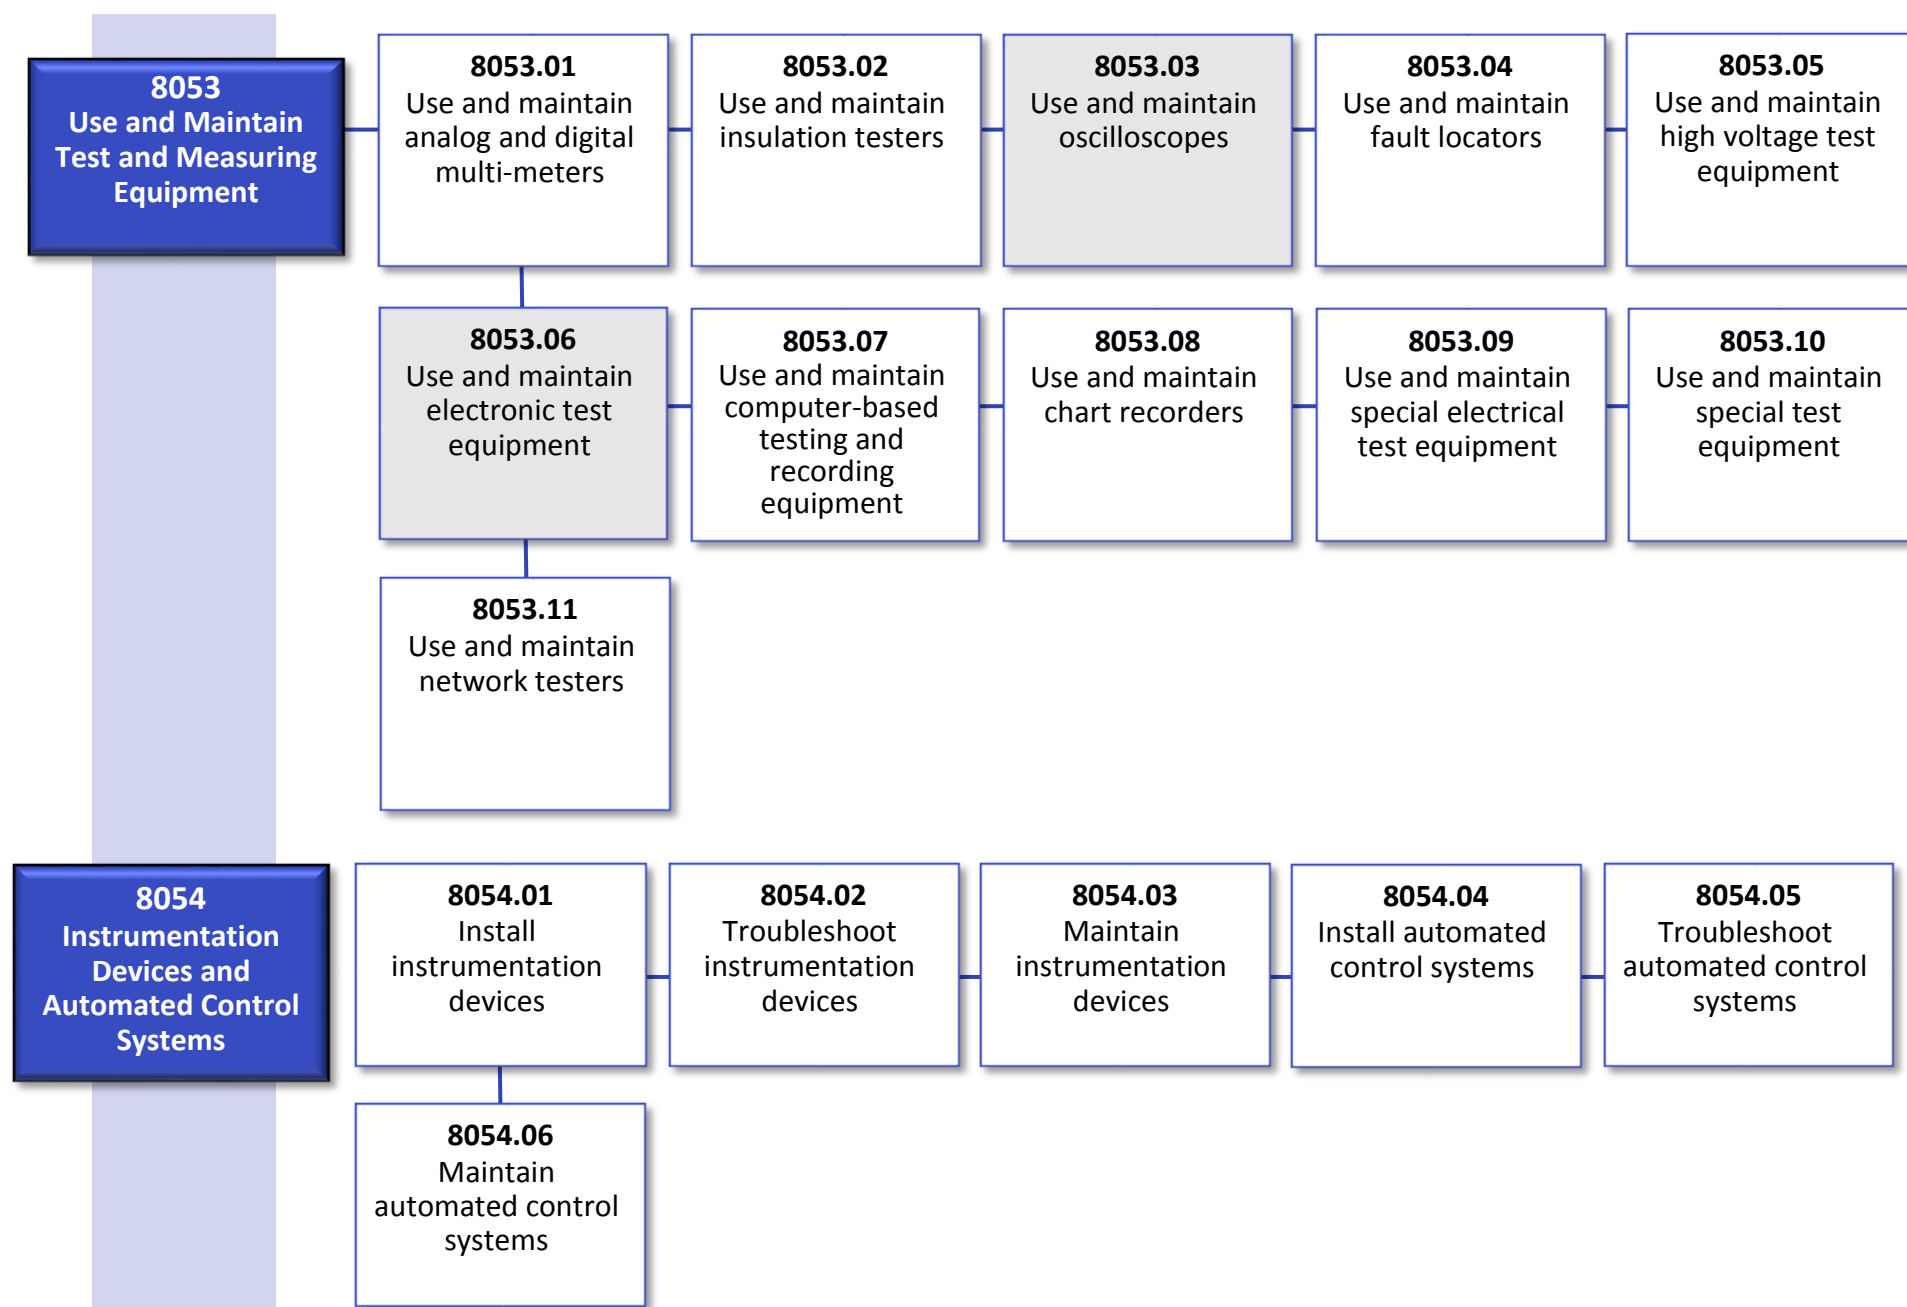 8053
Use and Maintain
Test and Measuring
Equipment
8053.01
Use and maintain
analog and digital
multi-meters
8053.02
Use and maintain
insulation testers
8053.03
Use and maintain
oscilloscopes
8053.04
Use and maintain
fault locators
8053.05
Use and maintain
high voltage test
equipment
8053.06
Use and maintain
electronic test
equipment
8053.07
Use and maintain
computer-based
testing and
recording
equipment
8053.08
Use and maintain
chart recorders
8053.09
Use and maintain
special electrical
test equipment
8053.10
Use and maintain
special test
equipment
8053.11
Use and maintain
network testers
8054
Instrumentation
Devices and
Automated Control
Systems
8054.01
Install
instrumentation
devices
8054.02
Troubleshoot
instrumentation
devices
8054.03
Maintain
instrumentation
devices
8054.04
Install automated
control systems
8054.05
Troubleshoot
automated control
systems
8054.06
Maintain
automated control
systems